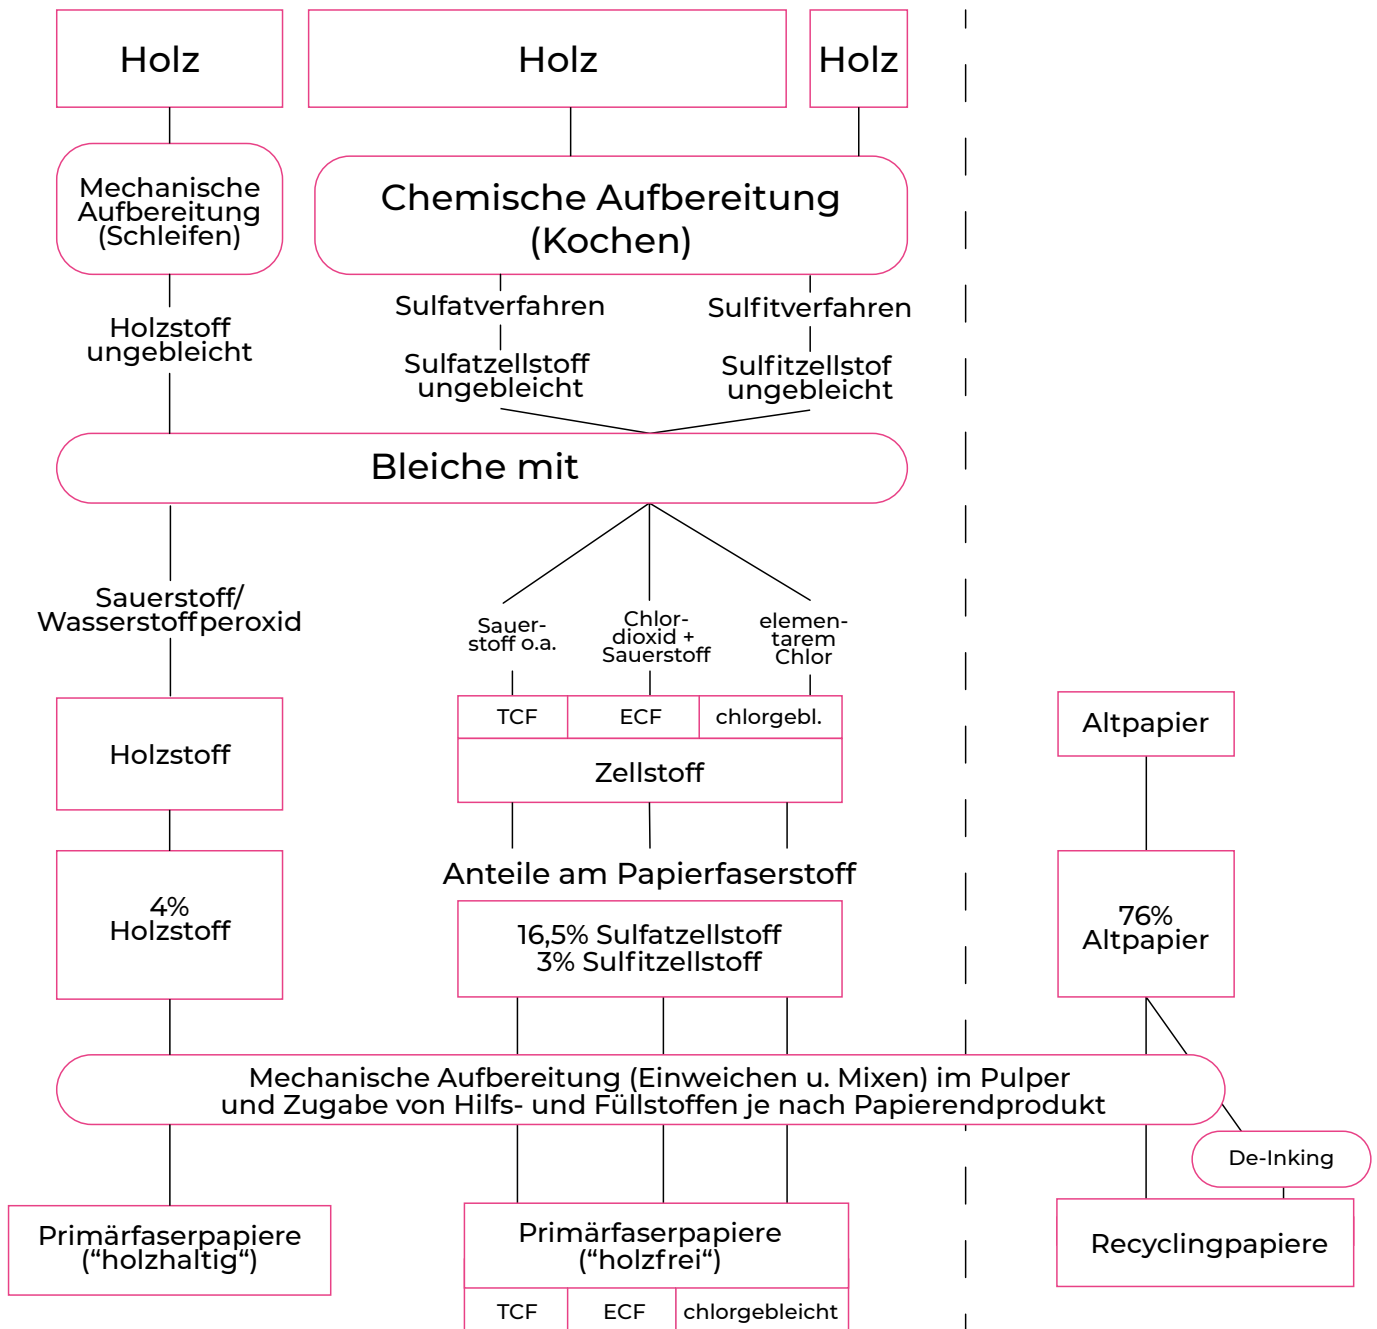 Holz
Holz
Holz
Mechanische
Aufbereitung
(Schleifen)
Chemische Aufbereitung
(Kochen)
Sulfatverfahren
Sulfitverfahren
Holzstoff
ungebleicht
Sulfatzellstoff
ungebleicht
Sulfitzellstof
ungebleicht
Bleiche mit
Sauerstoff/
Wasserstoffperoxid
Sauer-
stoff o.a.
Chlor-
dioxid +
Sauerstoff
elemen-
tarem
Chlor
TCF
ECF
chlorgebl.
Altpapier
Holzstoff
Zellstoff
Anteile am Papierfaserstoff
4%
Holzstoff
16,5% Sulfatzellstoff
3% Sulfitzellstoff
76%
Altpapier
Mechanische Aufbereitung (Einweichen u. Mixen) im Pulper
und Zugabe von Hilfs- und Füllstoffen je nach Papierendprodukt
De-Inking
Primärfaserpapiere
(“holzhaltig“)
Primärfaserpapiere
(“holzfrei“)
Recyclingpapiere
TCF
ECF
chlorgebleicht